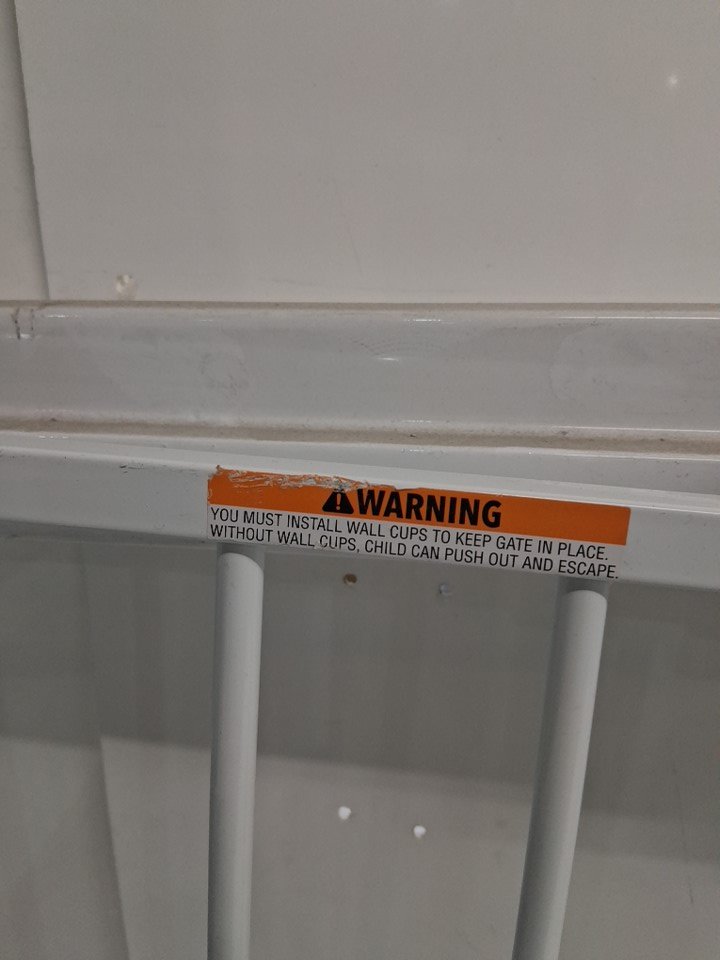 WARNING
YOU MUST INSTALL WALL CUPS TO KEEP GATE IN PLACE.
WITHOUT WALL CUPS, CHILD CAN PUSH OUT AND ESCAPE.